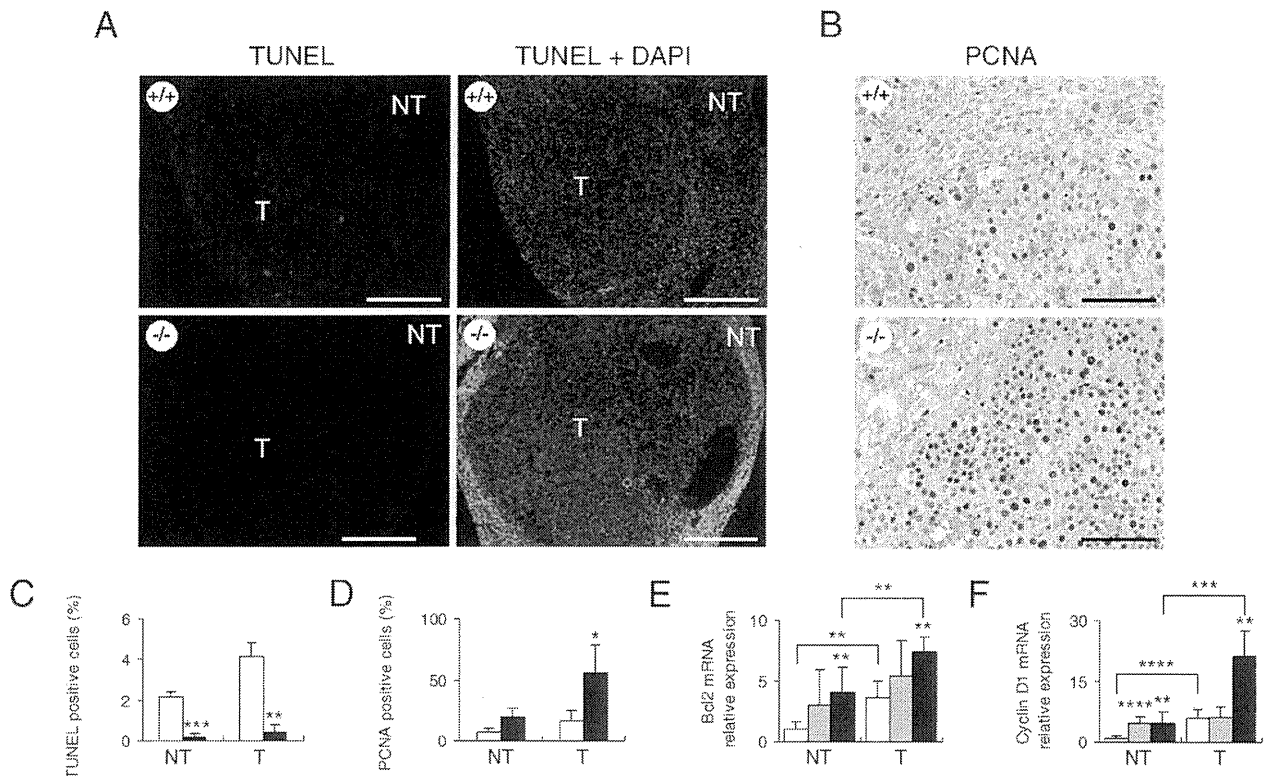 A
B
TUNEL
TUNEL + DAPI
PCNA
+/+
NT
T
+/+
NT
T
+/+
-/-
NT
T
-/-
NT
T
-/-
C
TUNEL positive cells (%)
6
4
2
0
***
**
NT
T
D
PCNA positive cells (%)
100
50
0
*
NT
T
E
Bcl2 mRNA
relative expression
10
5
0
**
**
**
**
NT
T
F
Cyclin D1 mRNA
relative expression
30
15
0
***
**
****
****
**
NT
T